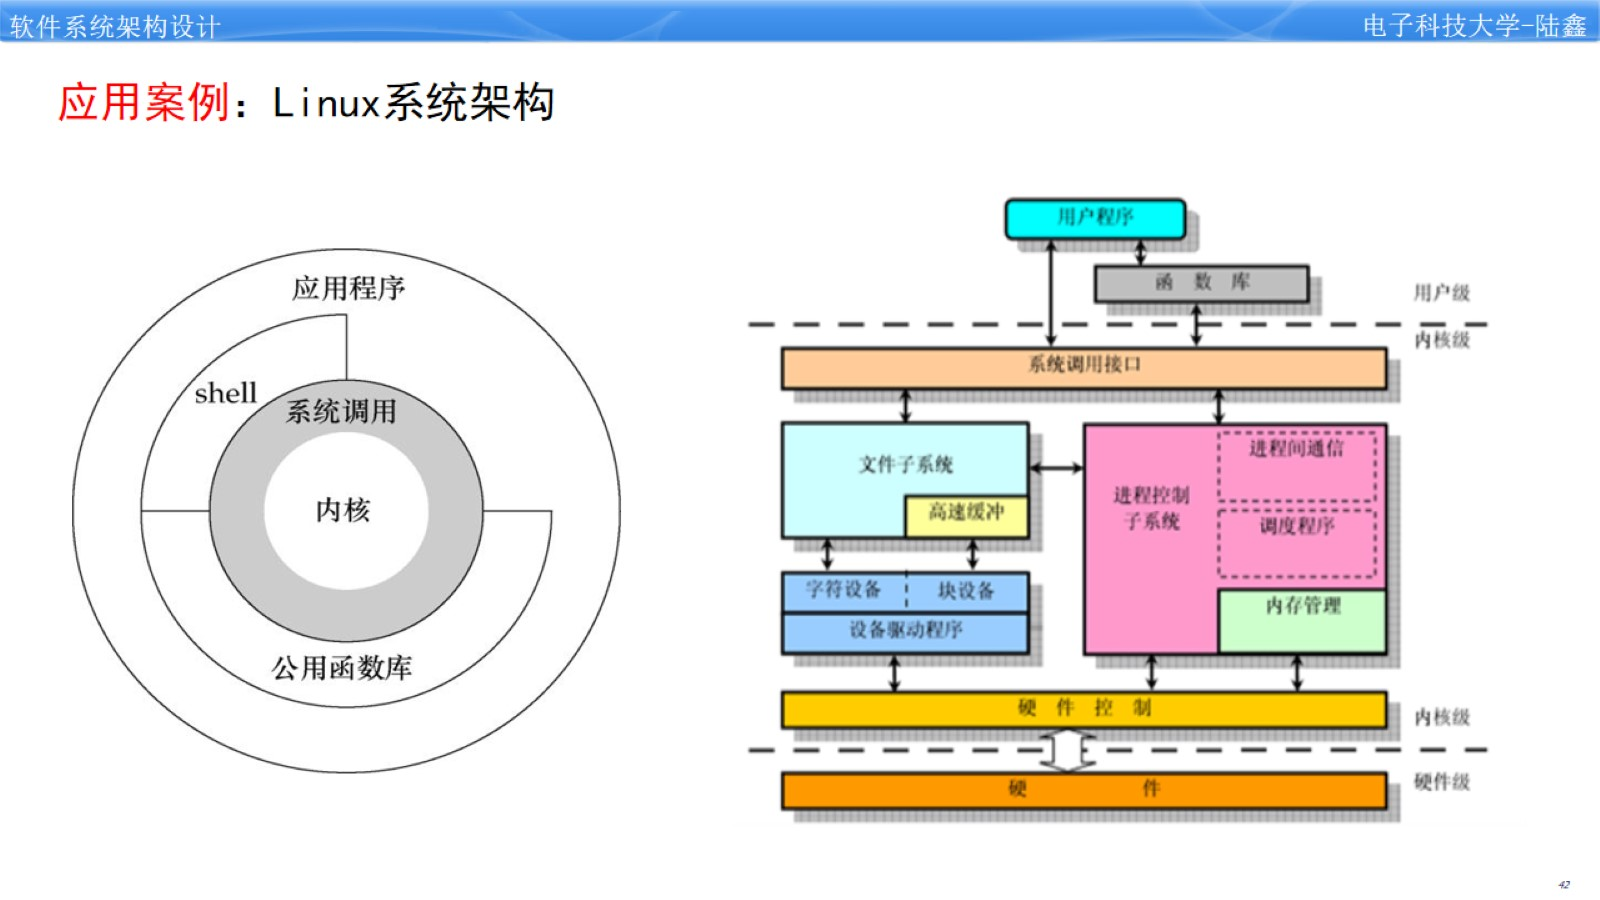 软件系统架构设计
电子科技大学-陆鑫
应用案例：Linux系统架构
应用程序
shell
系统调用
内核
公用函数库
用户程序
函 数 库
用户级
内核级
系统调用接口
文件子系统
高速缓冲
进程控制
子系统
进程间通信
调度程序
内存管理
字符设备
块设备
设备驱动程序
硬 件 控 制
内核级
硬 件
硬件级
42